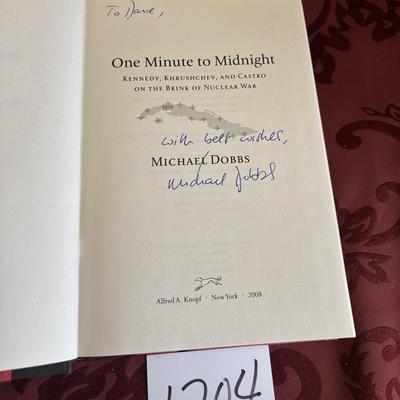 To Dave,
One Minute to Midnight
Kennedy, Khrushchev, and Castro
on the Brink of Nuclear War
with best wishes,
Michael Dobbs
Michael Dobbs
Alfred A. Knopf · New York · 2008
1204